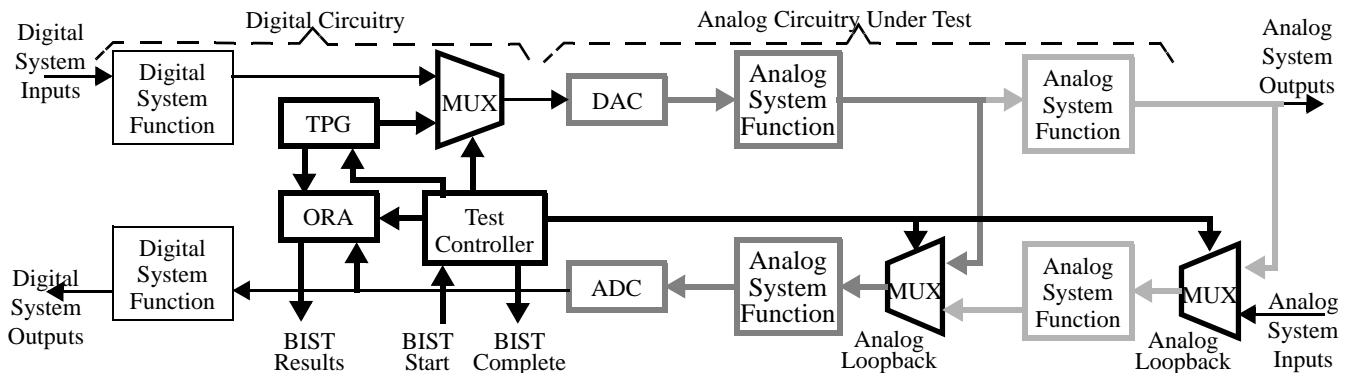 Digital Circuitry
Analog Circuitry Under Test
Digital
System
Inputs
Digital
System
Function
TPG
MUX
DAC
Analog
System
Function
Analog
System
Function
Analog
System
Outputs
ORA
Test
Controller
Digital
System
Outputs
Digital
System
Function
ADC
Analog
System
Function
MUX
Analog
System
Function
MUX
Analog
System
Inputs
BIST
Results
BIST
Start
BIST
Complete
Analog
Loopback
Analog
Loopback